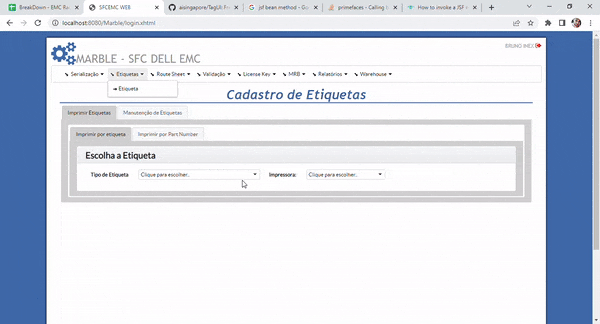 BreakDown - EMC Ra
SFCEMC WEB
aisingapore/TagUI: Fr
jsf bean method - Go
primefaces - Calling
How to invoke a JSF
localhost:8080/Marble/login.xhtml
MARBLE - SFC DELL EMC
Serialização Etiquetas Route Sheet Validação License Key MRB Relatórios Warehouse
Etiqueta
Cadastro de Etiquetas
Imprimir Etiquetas Manutenção de Etiquetas
Imprimir por etiqueta Imprimir por Part Number
Escolha a Etiqueta
Tipo de Etiqueta Clique para escolher.. Impressora: Clique para escolher..